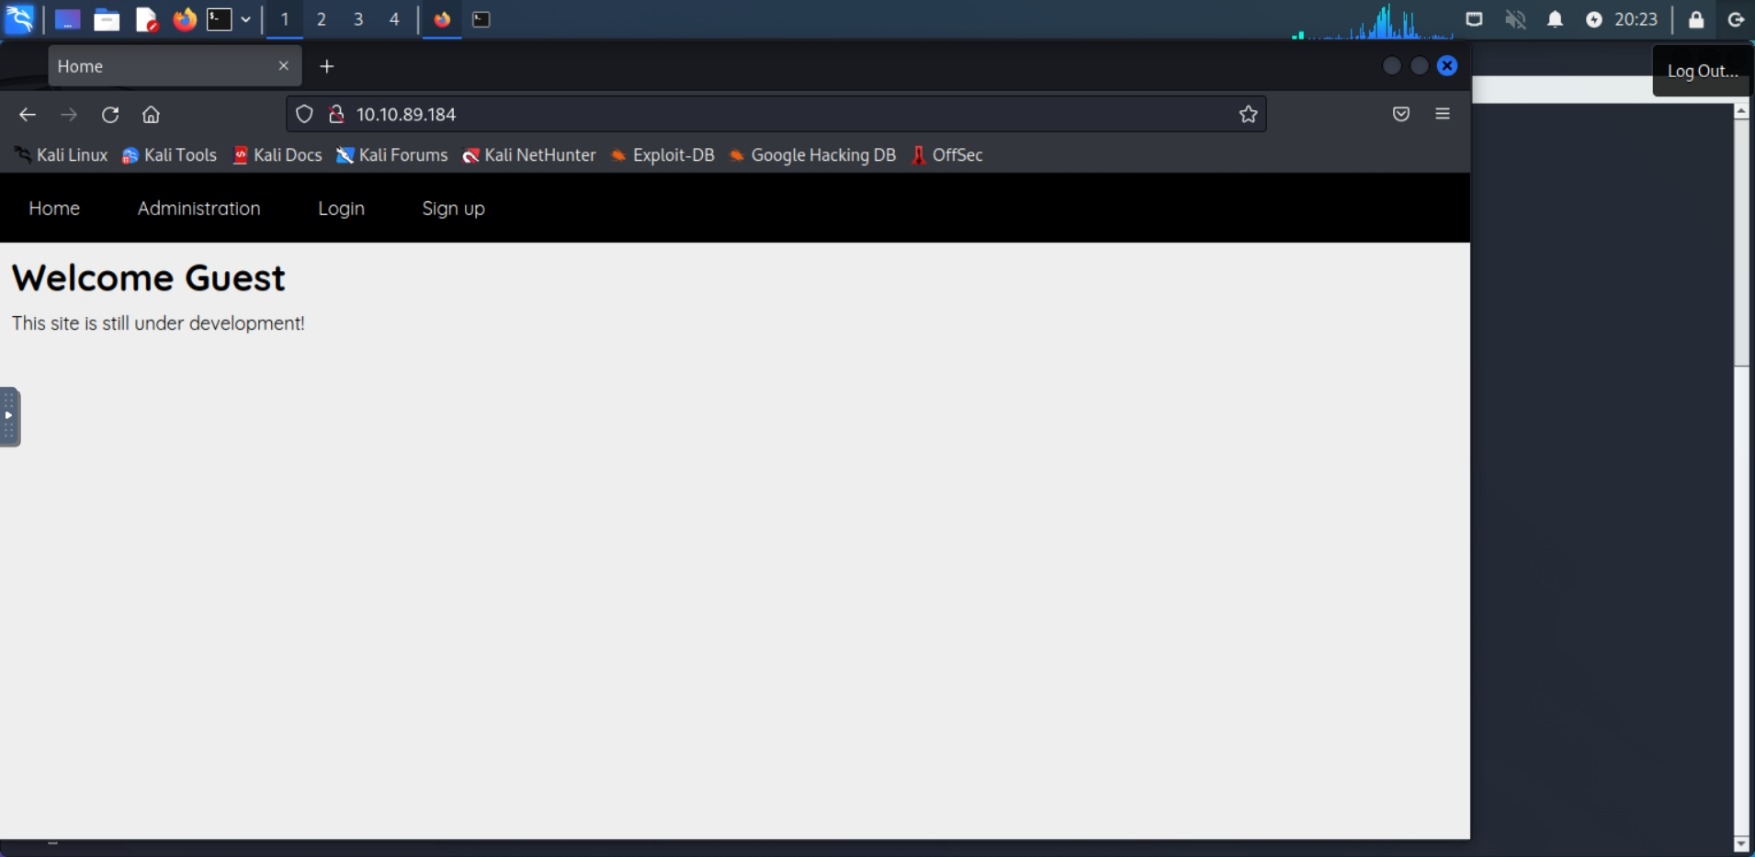 1 2 3 4 20:23
Home
Log Out...
10.10.89.184
Kali Linux Kali Tools Kali Docs Kali Forums Kali NetHunter Exploit-DB Google Hacking DB OffSec
Home Administration Login Sign up
Welcome Guest
This site is still under development!